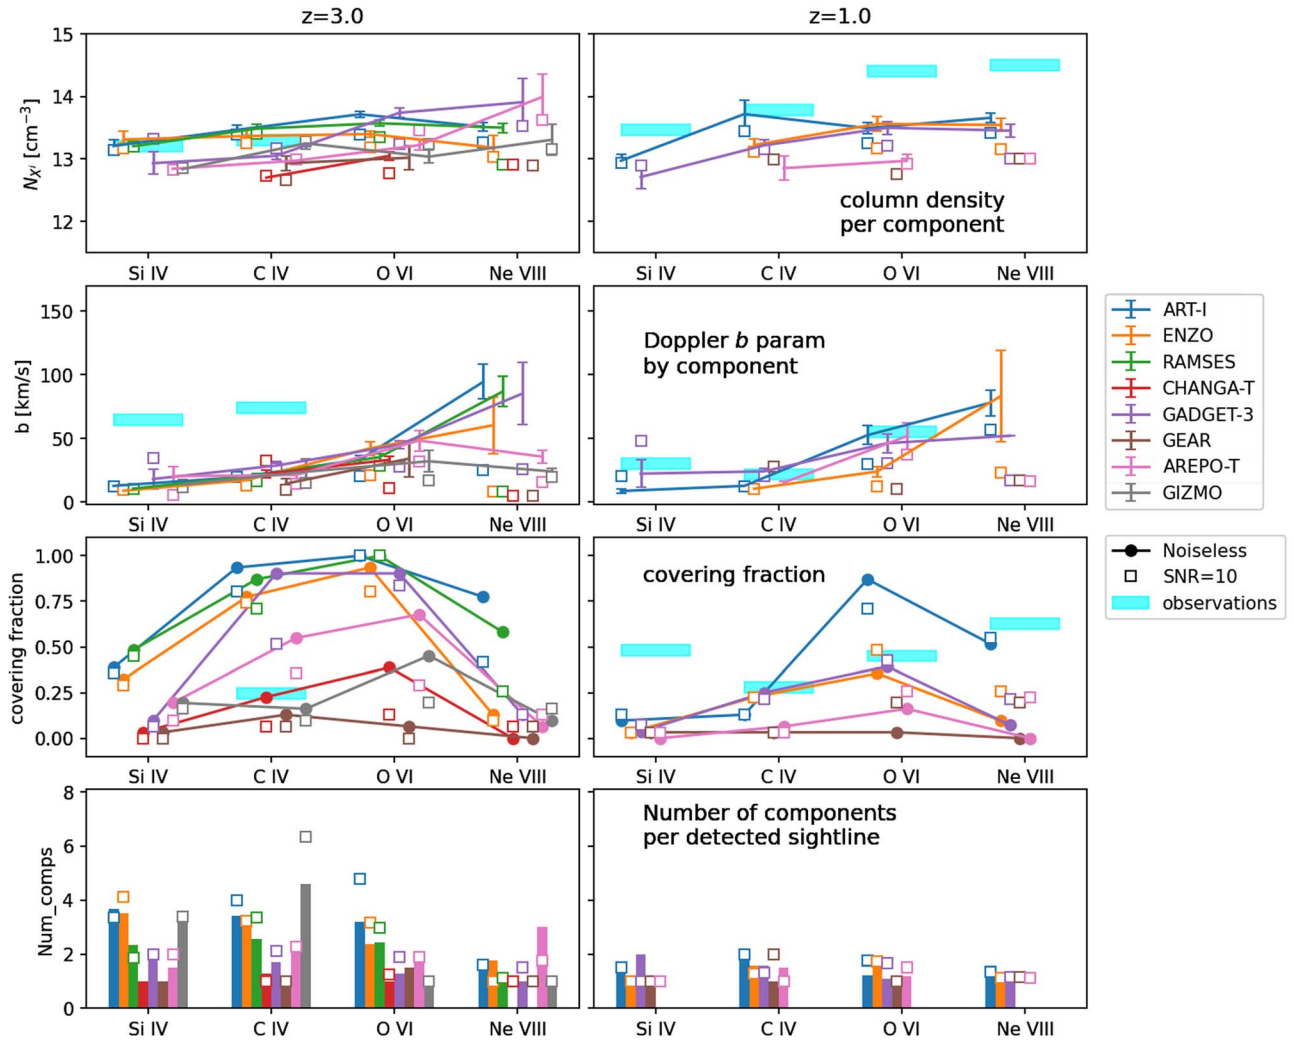 z=3.0
z=1.0
15
14
13
12
N_{Xi} [cm⁻³]
Si IV
C IV
O VI
Ne VIII
column density
per component
Si IV
C IV
O VI
Ne VIII
150
100
50
0
b [km/s]
Si IV
C IV
O VI
Ne VIII
Doppler b param
by component
Si IV
C IV
O VI
Ne VIII
ART-I
ENZO
RAMSES
CHANGA-T
GADGET-3
GEAR
AREPO-T
GIZMO
Noiseless
SNR=10
observations
1.00
0.75
0.50
0.25
0.00
covering fraction
Si IV
C IV
O VI
Ne VIII
covering fraction
Si IV
C IV
O VI
Ne VIII
8
6
4
2
0
Num_comps
Si IV
C IV
O VI
Ne VIII
Number of components
per detected sightline
Si IV
C IV
O VI
Ne VIII